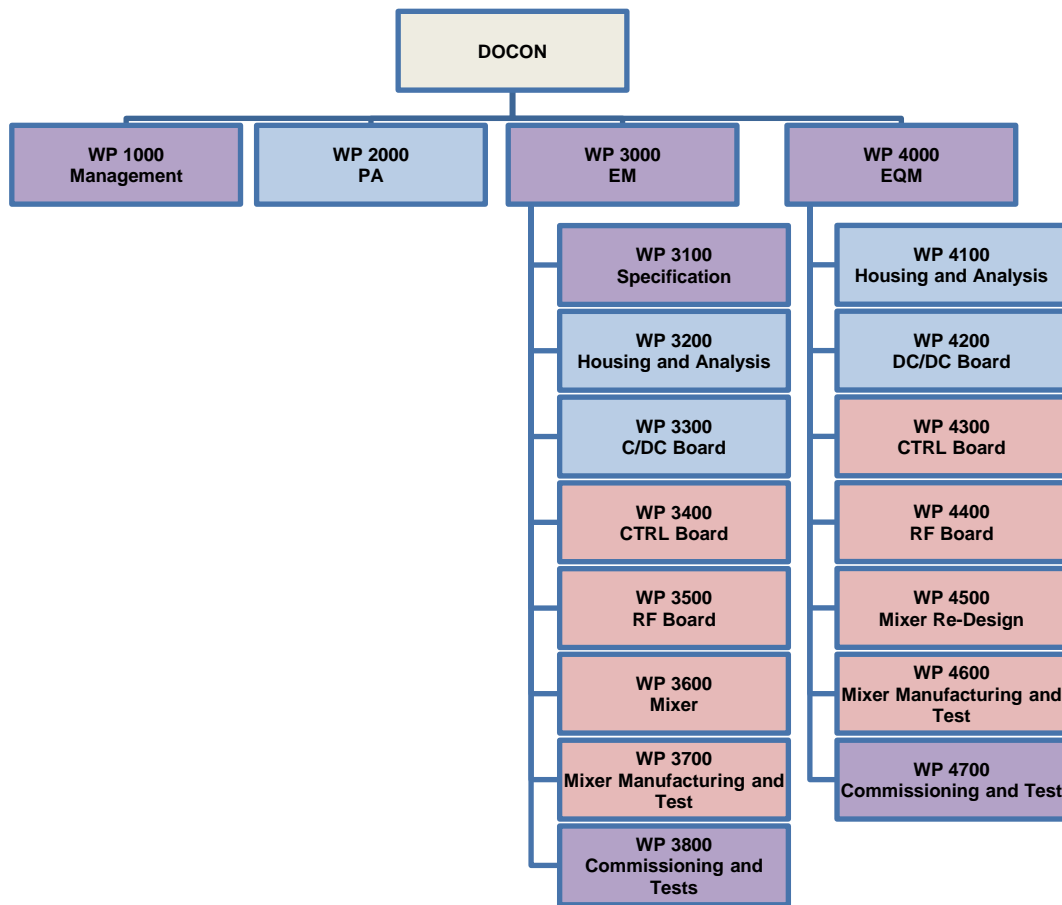 DOCON
WP 1000
Management
WP 2000
PA
WP 3000
EM
WP 4000
EQM
WP 3100
Specification
WP 3200
Housing and Analysis
WP 3300
C/DC Board
WP 3400
CTRL Board
WP 3500
RF Board
WP 3600
Mixer
WP 3700
Mixer Manufacturing and
Test
WP 3800
Commissioning and
Tests
WP 4100
Housing and Analysis
WP 4200
DC/DC Board
WP 4300
CTRL Board
WP 4400
RF Board
WP 4500
Mixer Re-Design
WP 4600
Mixer Manufacturing and
Test
WP 4700
Commissioning and Test